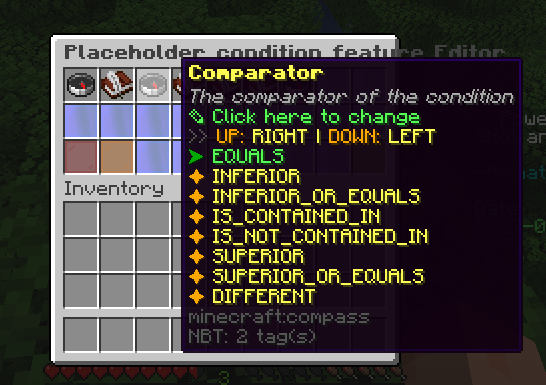 Placeholder condition feature Editor
Comparator
The comparator of the condition
✎ Click here to change
>> UP: RIGHT | DOWN: LEFT
➤ EQUALS
✦ INFERIOR
✦ INFERIOR_OR_EQUALS
✦ IS_CONTAINED_IN
✦ IS_NOT_CONTAINED_IN
✦ SUPERIOR
✦ SUPERIOR_OR_EQUALS
✦ DIFFERENT
minecraft:compass
NBT: 2 tag(s)
Inventory